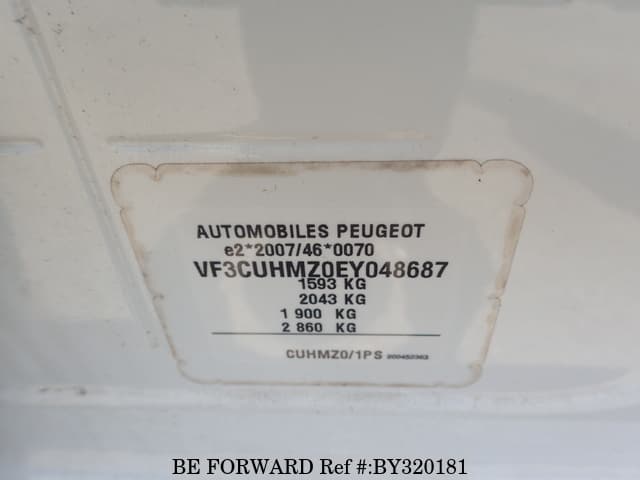 AUTOMOBILES PEUGEOT
e2*2007/46*0070
VF3CUHMZ0EY048687
1593 KG
2043 KG
1 900 KG
2 860 KG
CUHMZ0/1PS 200452363
BE FORWARD Ref #:BY320181